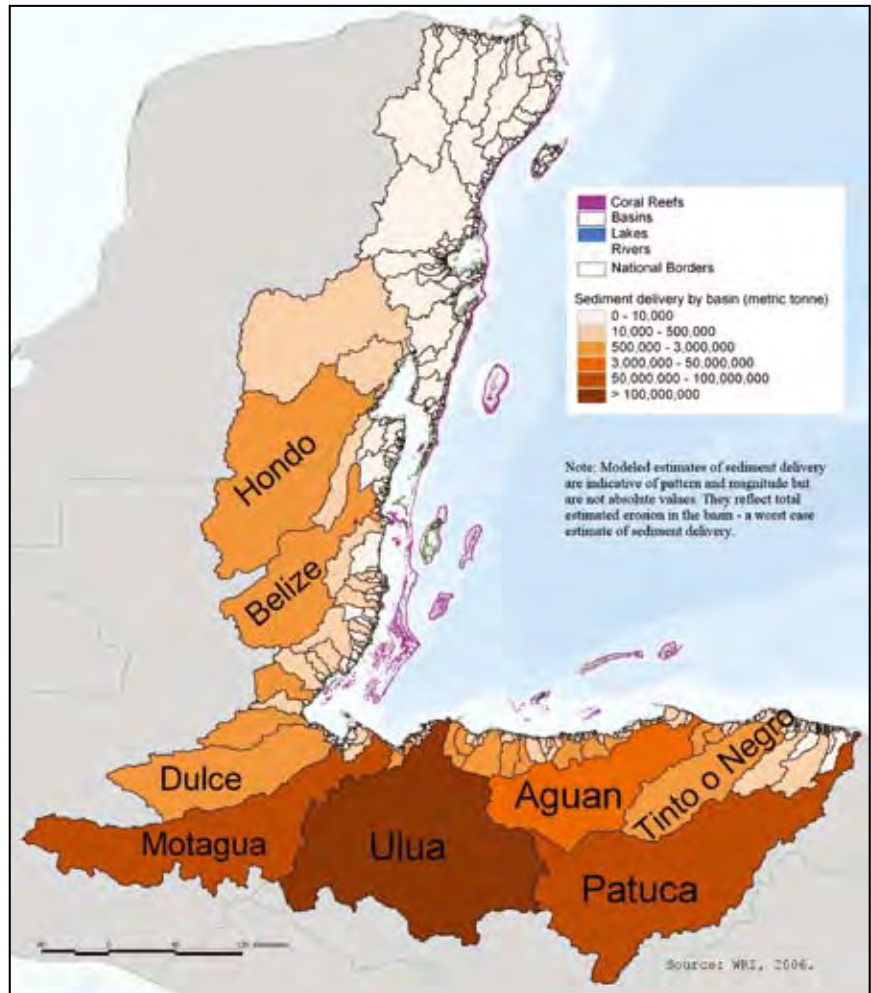 Coral Reefs
Basins
Lakes
Rivers
National Borders
Sediment delivery by basin (metric tonne)
0 - 10,000
10,000 - 500,000
500,000 - 3,000,000
3,000,000 - 50,000,000
50,000,000 - 100,000,000
> 100,000,000
Note: Modeled estimates of sediment delivery
are indicative of pattern and magnitude but
are not absolute values. They reflect total
estimated erosion in the basin - a worst case
estimate of sediment delivery.
Hondo
Belize
Dulce
Motagua
Ulua
Aguan
Tinto o Negro
Patuca
Source: WRI, 2006.